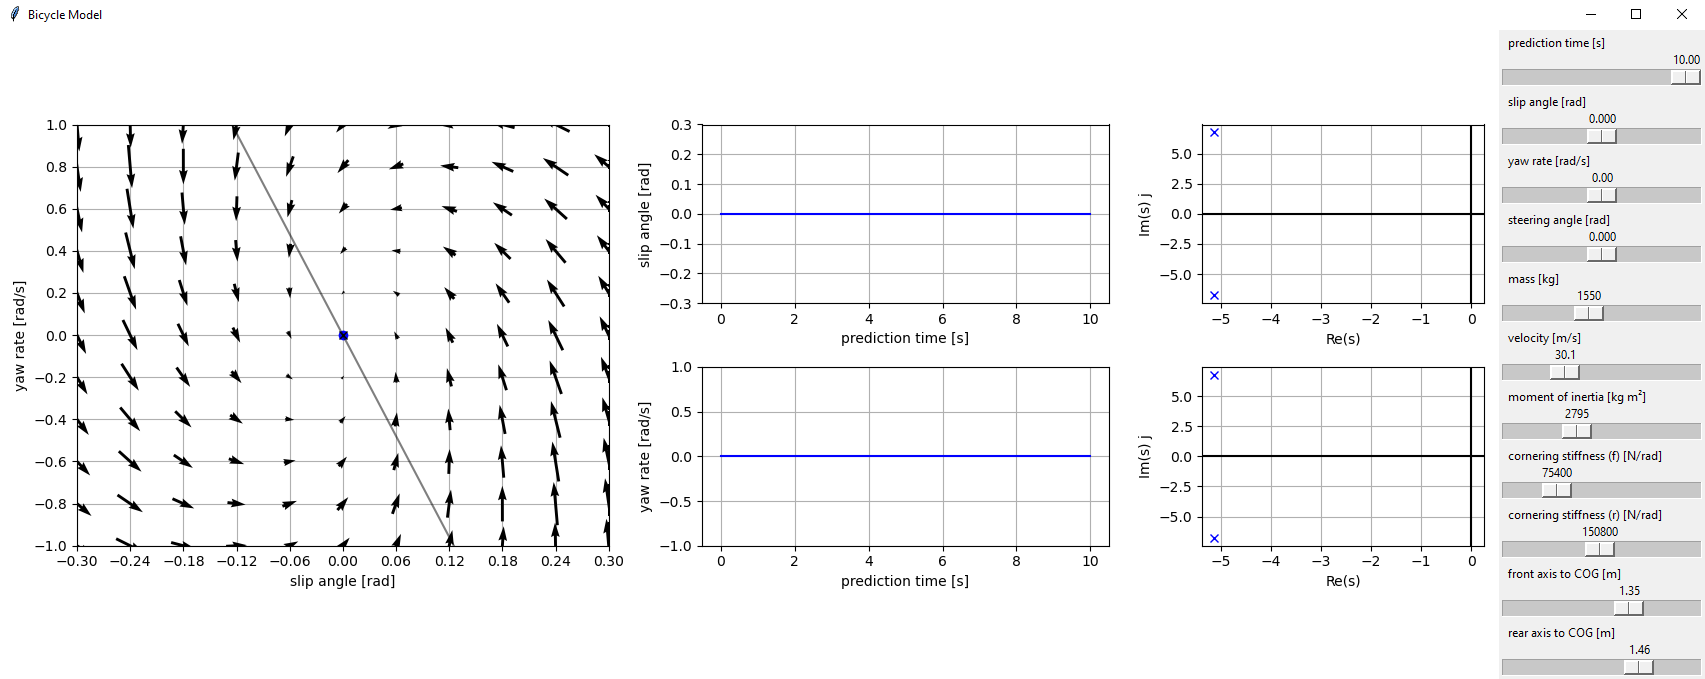 Bicycle Model
1.0
0.8
0.6
0.4
0.2
0.0
−0.2
−0.4
−0.6
−0.8
−1.0
yaw rate [rad/s]
−0.30 −0.24 −0.18 −0.12 −0.06 0.00 0.06 0.12 0.18 0.24 0.30
slip angle [rad]
0.3
0.2
0.1
0.0
−0.1
−0.2
−0.3
slip angle [rad]
0 2 4 6 8 10
prediction time [s]
1.0
0.5
0.0
−0.5
−1.0
yaw rate [rad/s]
0 2 4 6 8 10
prediction time [s]
5.0
2.5
0.0
−2.5
−5.0
Im(s) j
−5 −4 −3 −2 −1 0
Re(s)
5.0
2.5
0.0
−2.5
−5.0
Im(s) j
−5 −4 −3 −2 −1 0
Re(s)
prediction time [s]
10.00
slip angle [rad]
0.000
yaw rate [rad/s]
0.00
steering angle [rad]
0.000
mass [kg]
1550
velocity [m/s]
30.1
moment of inertia [kg m²]
2795
cornering stiffness (f) [N/rad]
75400
cornering stiffness (r) [N/rad]
150800
front axis to COG [m]
1.35
rear axis to COG [m]
1.46